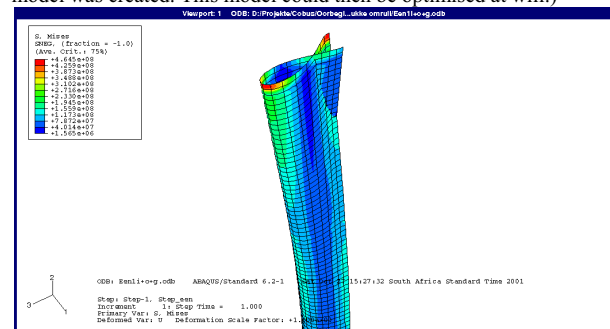 model was created. This model could then be optimised at will.)
Viewport: 1 ODB: D:/Projekte/Cobus/Oorbegi...ukke omruil/Een1i+o+g.odb
S, Mises
SNEG, (fraction = -1.0)
(Ave. Crit.: 75%)
+4.645e+08
+4.259e+08
+3.873e+08
+3.488e+08
+3.102e+08
+2.716e+08
+2.330e+08
+1.945e+08
+1.559e+08
+1.173e+08
+7.872e+07
+4.014e+07
+1.565e+06
2
3
1
ODB: Een1i+o+g.odb ABAQUS/Standard 6.2-1 15:27:32 South Africa Standard Time 2001
Step: Step-1, Step_een
Increment 1: Step Time = 1.000
Primary Var: S, Mises
Deformed Var: U Deformation Scale Factor: